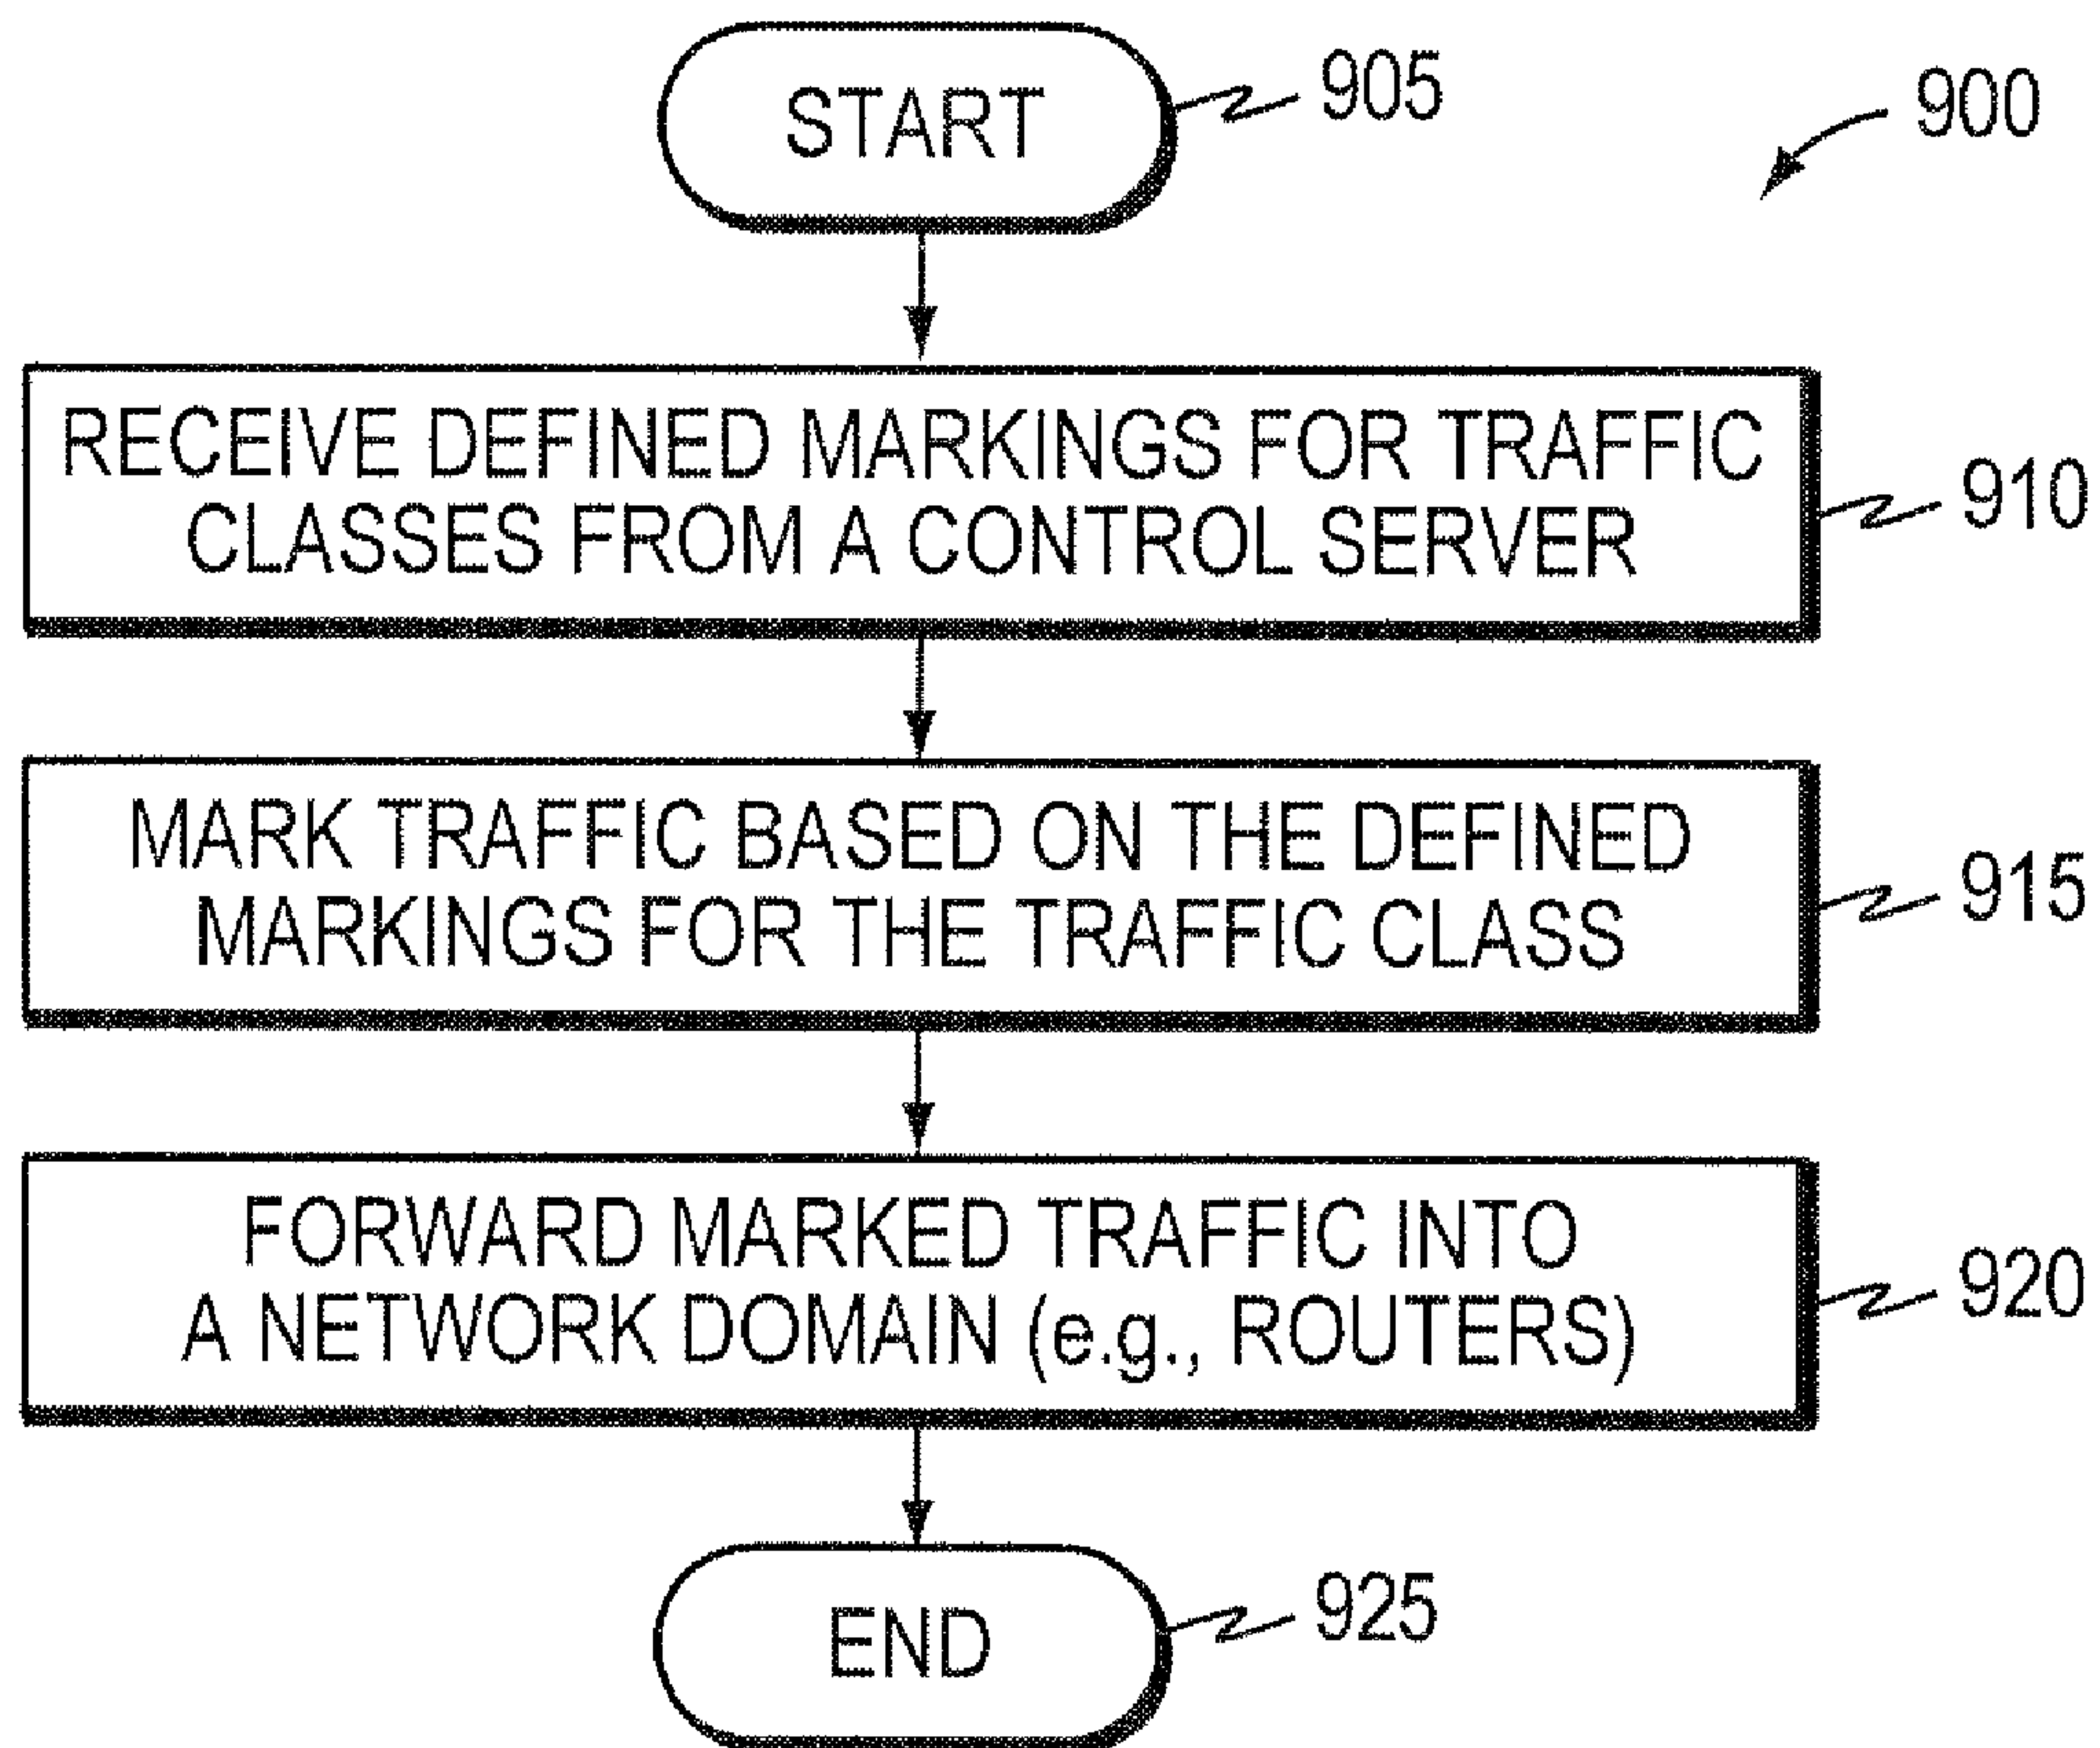 START
905
900
RECEIVE DEFINED MARKINGS FOR TRAFFIC
CLASSES FROM A CONTROL SERVER
910
MARK TRAFFIC BASED ON THE DEFINED
MARKINGS FOR THE TRAFFIC CLASS
915
FORWARD MARKED TRAFFIC INTO
A NETWORK DOMAIN (e.g., ROUTERS)
920
END
925